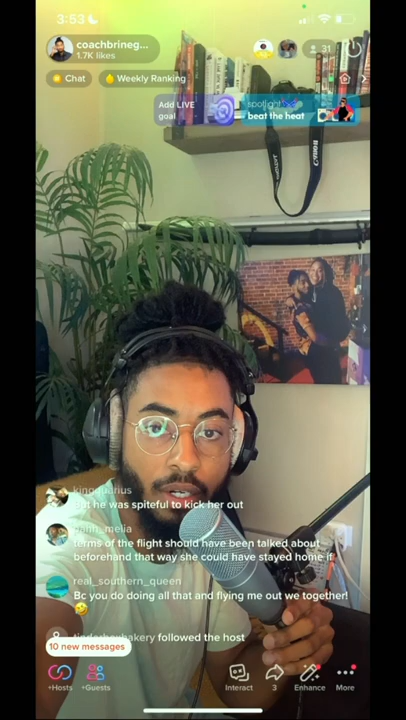 3:53
coachbrineg...
1.7K likes
31
Chat
Weekly Ranking
Add LIVE
goal
spotlight
beat the heat
Canon
kingquarius
But he was spiteful to kick her out
terms of the flight should have been talked about
beforehand that way she could have stayed home if
real_southern_queen
Bc you do doing all that and flying me out we together!
🤣
followed the host
10 new messages
+Hosts
+Guests
Interact
3
Enhance
More